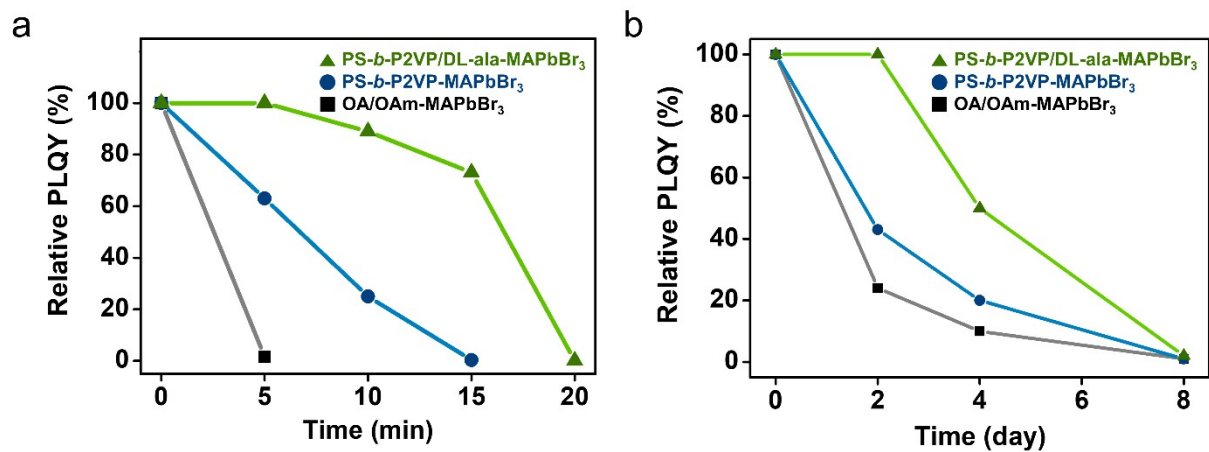 a
PS-b-P2VP/DL-ala-MAPbBr₃
PS-b-P2VP-MAPbBr₃
OA/OAm-MAPbBr₃
Relative PLQY (%)
100
80
60
40
20
0
0 5 10 15 20
Time (min)
b
PS-b-P2VP/DL-ala-MAPbBr₃
PS-b-P2VP-MAPbBr₃
OA/OAm-MAPbBr₃
Relative PLQY (%)
100
80
60
40
20
0
0 2 4 6 8
Time (day)